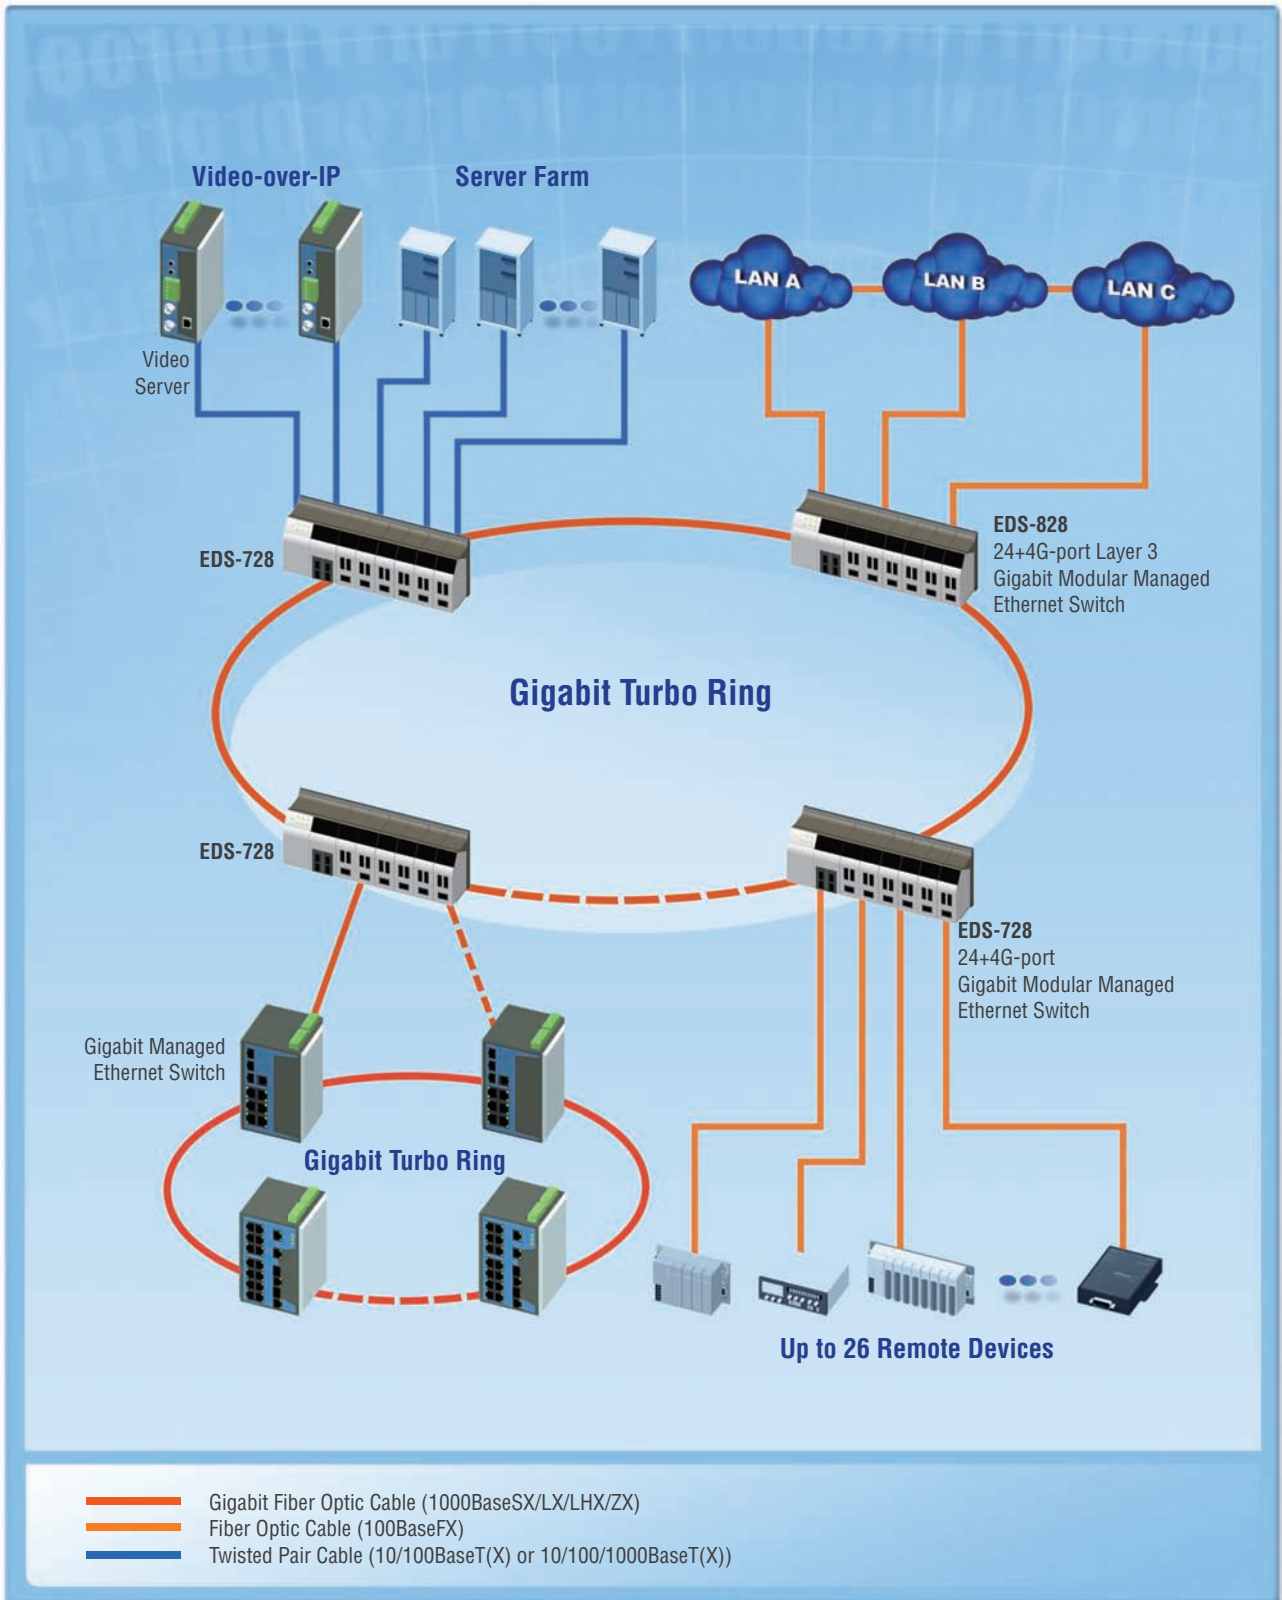 Video-over-IP
Server Farm
LAN A
LAN B
LAN C
Video
Server
EDS-728
EDS-828
24+4G-port Layer 3
Gigabit Modular Managed
Ethernet Switch
Gigabit Turbo Ring
EDS-728
EDS-728
24+4G-port
Gigabit Modular Managed
Ethernet Switch
Gigabit Managed
Ethernet Switch
Gigabit Turbo Ring
Up to 26 Remote Devices
Gigabit Fiber Optic Cable (1000BaseSX/LX/LHX/ZX)
Fiber Optic Cable (100BaseFX)
Twisted Pair Cable (10/100BaseT(X) or 10/100/1000BaseT(X))